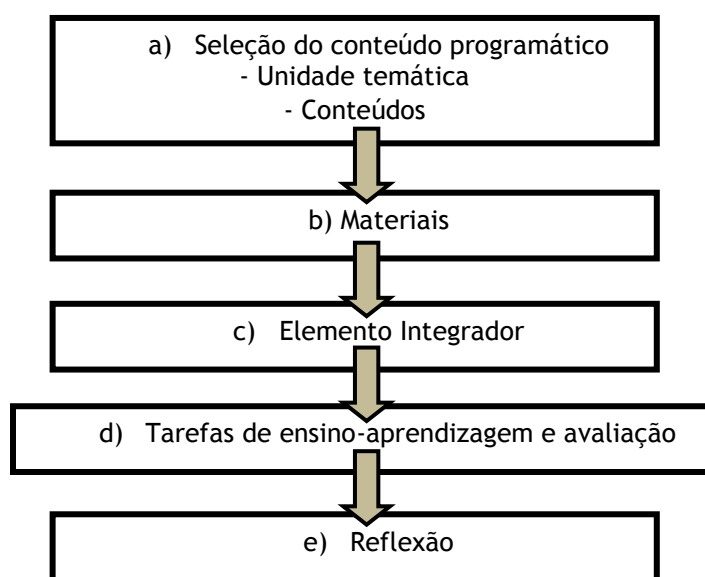 a) Seleção do conteúdo programático
- Unidade temática
- Conteúdos
b) Materiais
c) Elemento Integrador
d) Tarefas de ensino-aprendizagem e avaliação
e) Reflexão